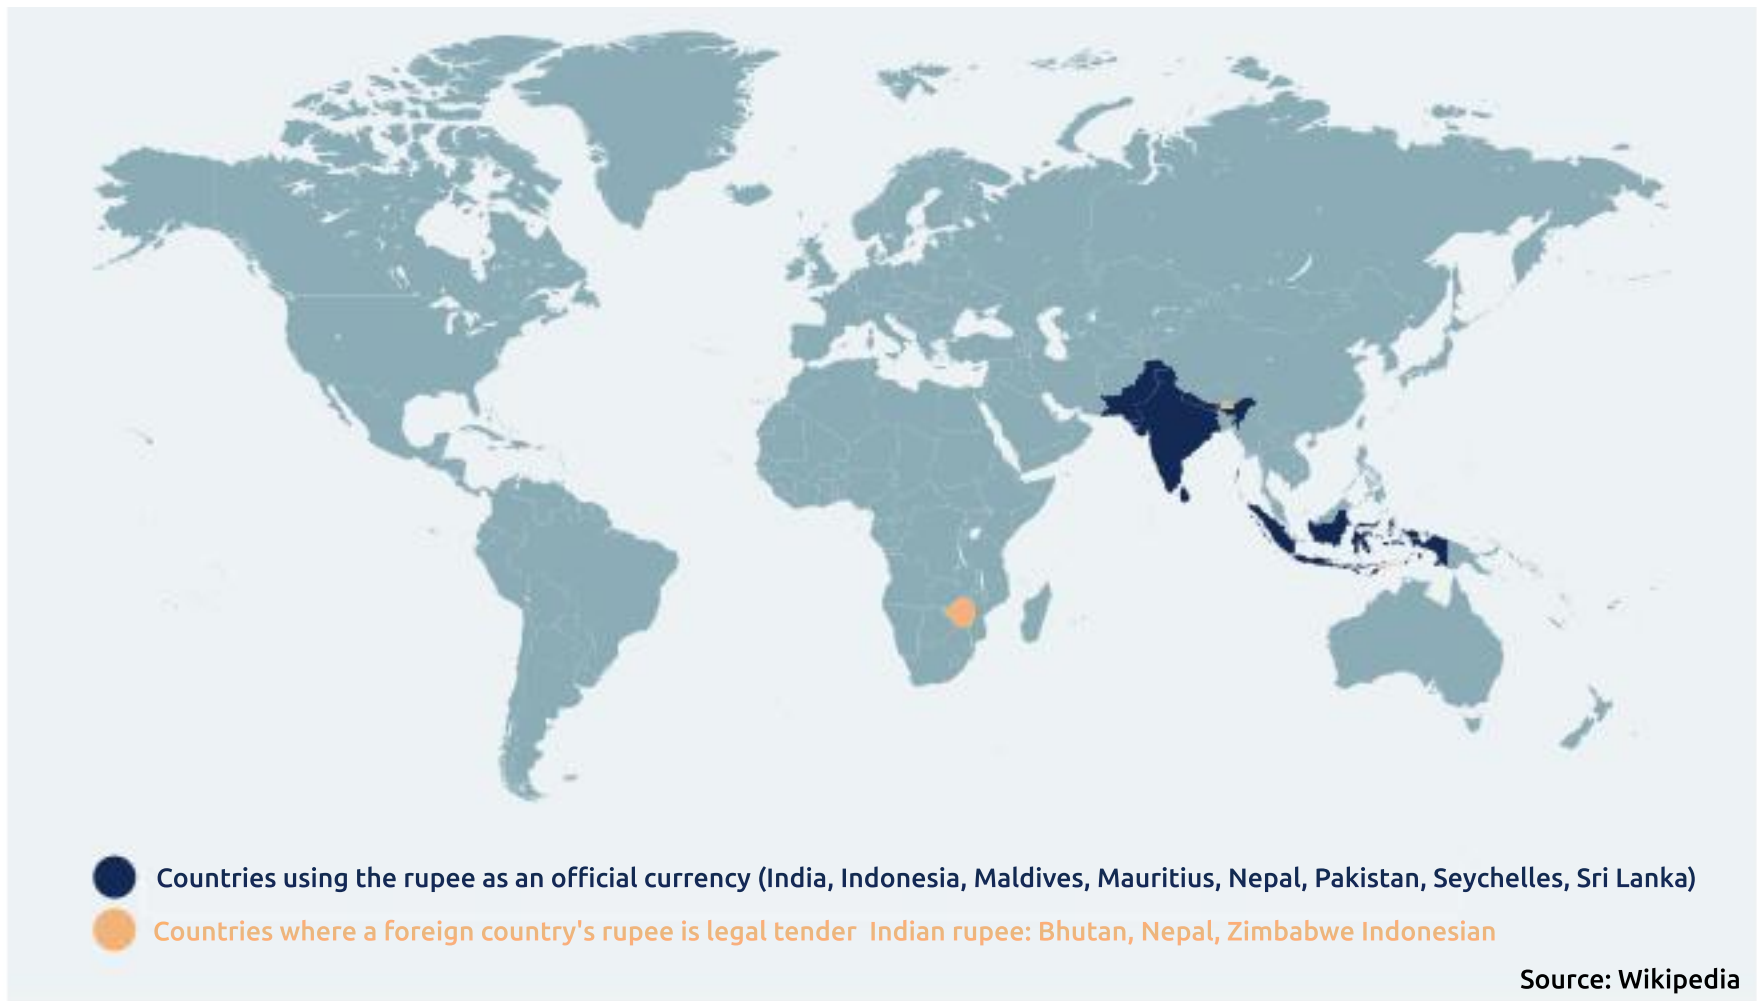 Countries using the rupee as an official currency (India, Indonesia, Maldives, Mauritius, Nepal, Pakistan, Seychelles, Sri Lanka)
Countries where a foreign country's rupee is legal tender Indian rupee: Bhutan, Nepal, Zimbabwe Indonesian
Source: Wikipedia